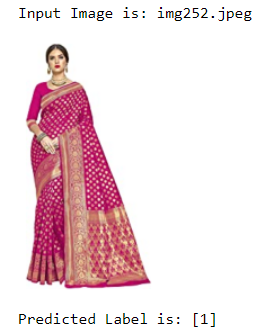 Input Image is: img252.jpeg
Predicted Label is: [1]